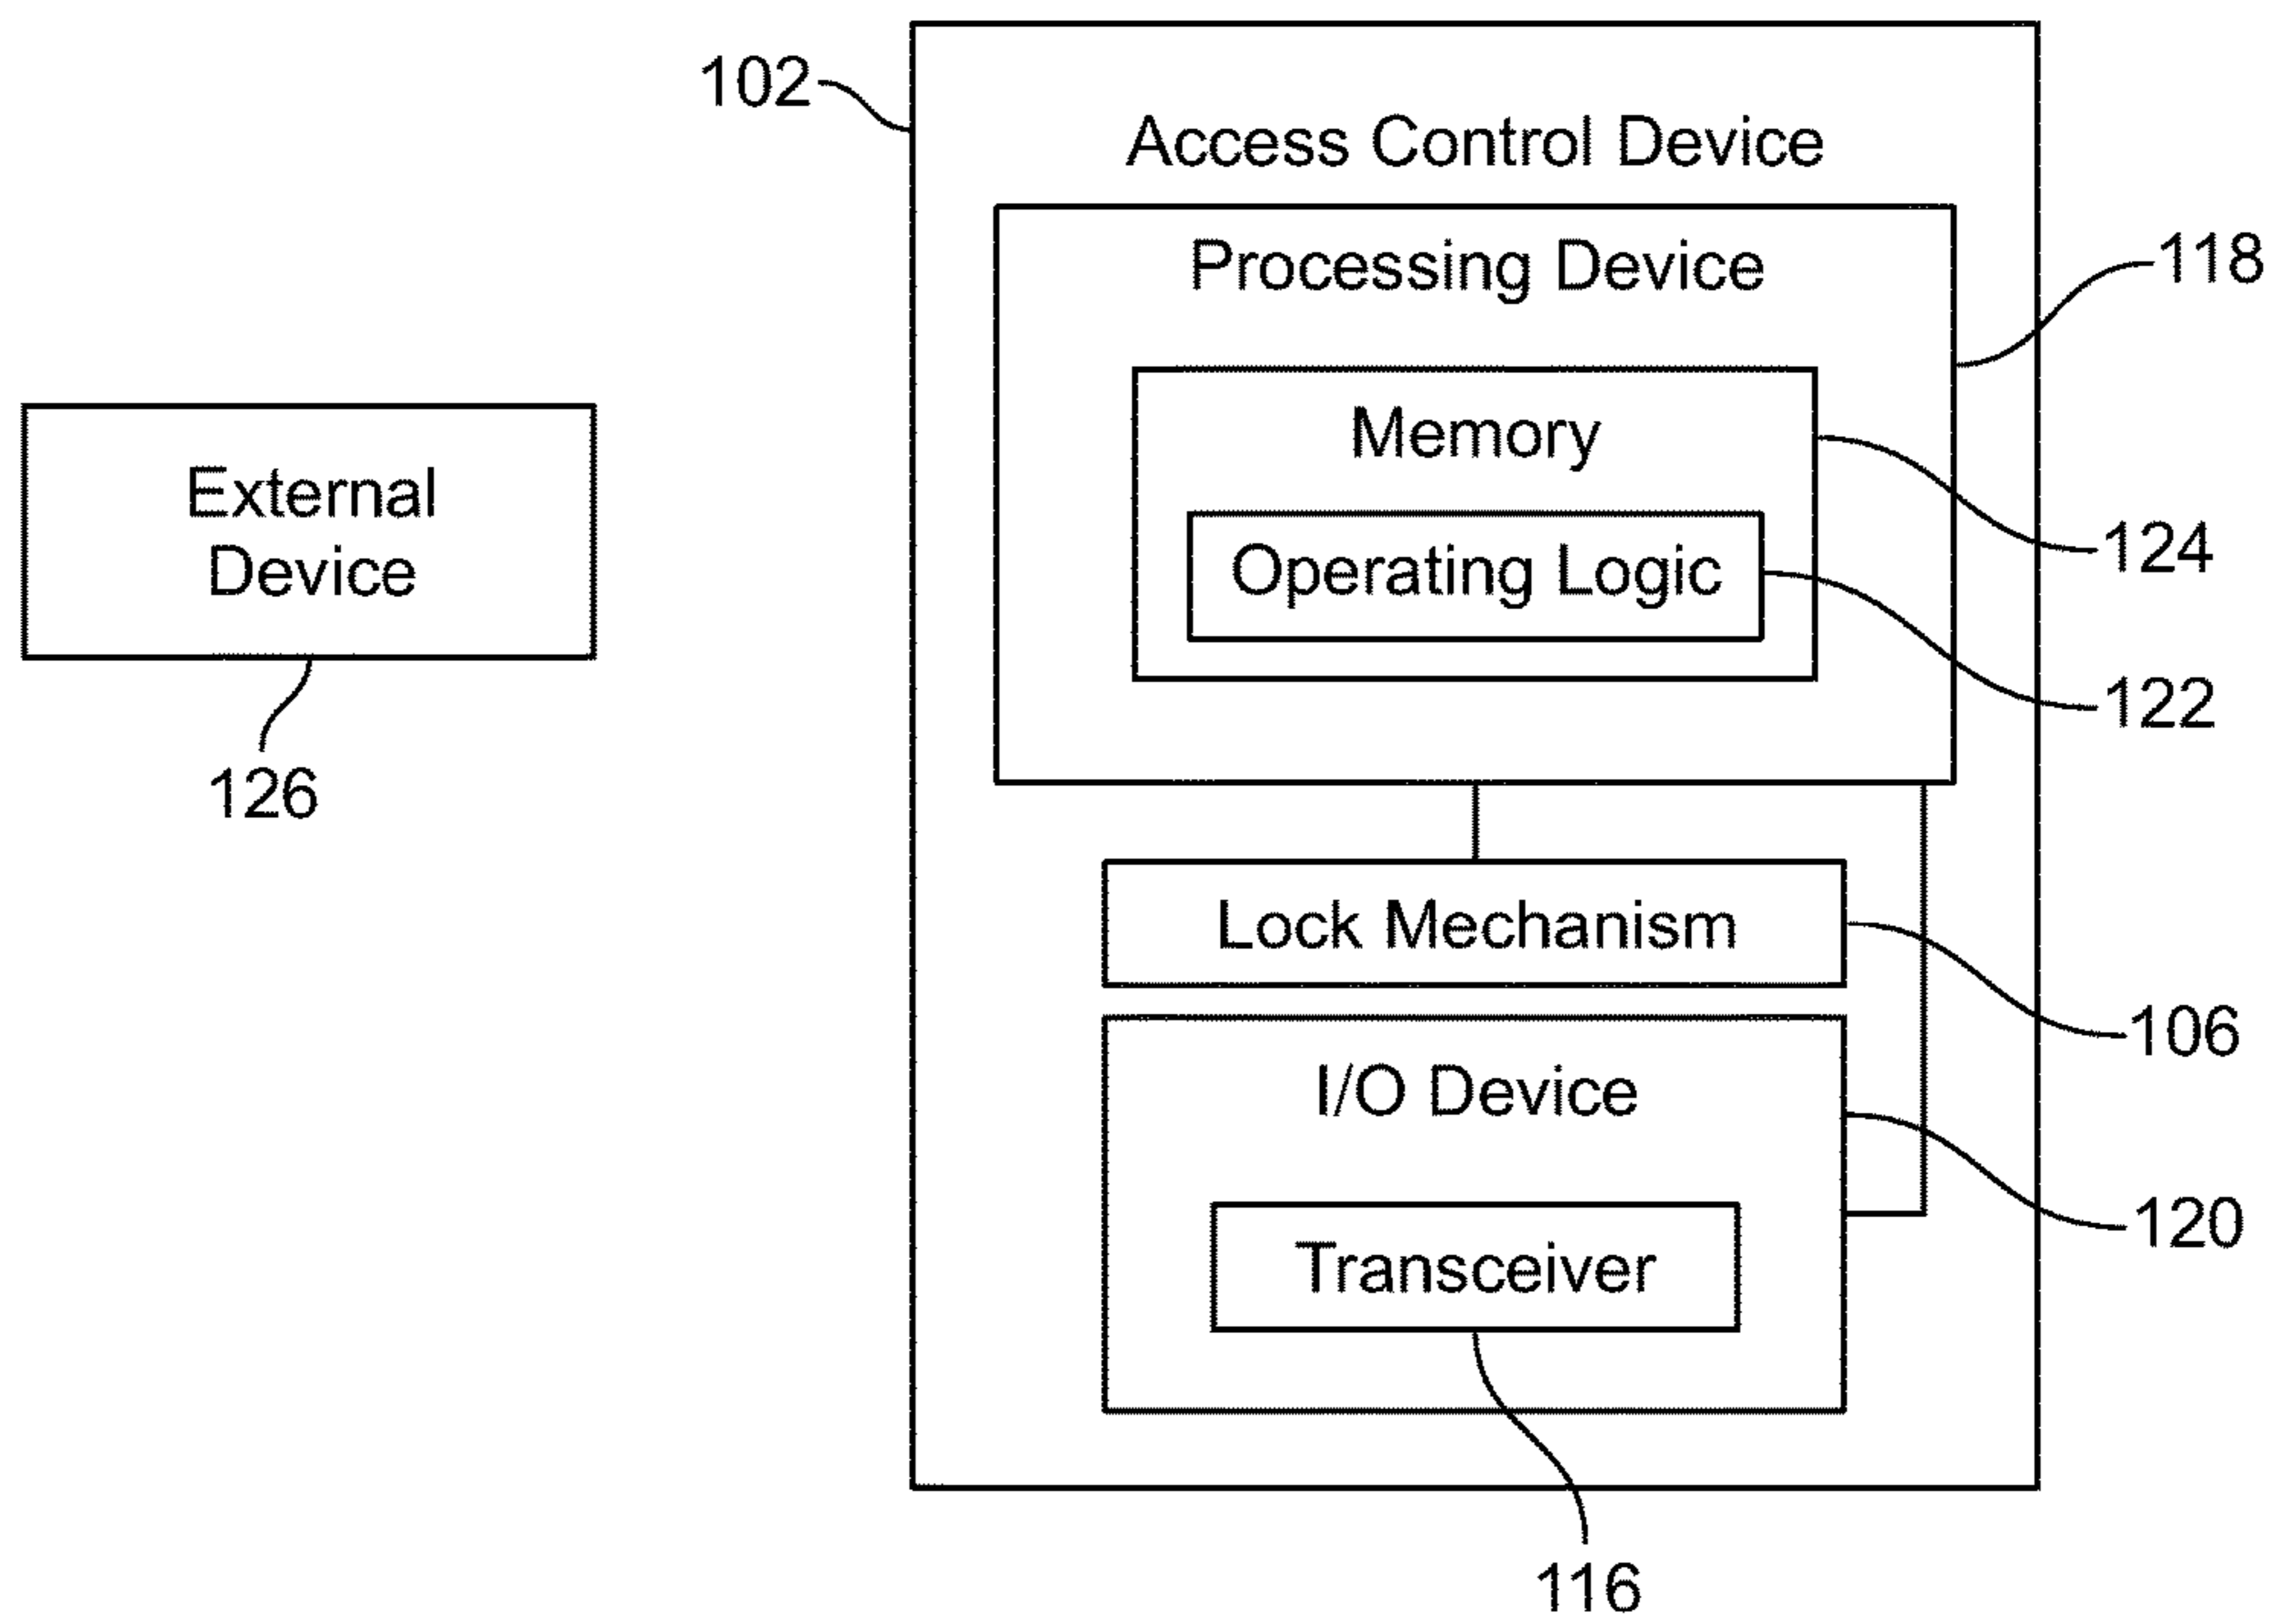 102
Access Control Device
Processing Device
118
Memory
External
Device
Operating Logic
124
122
126
Lock Mechanism
106
I/O Device
120
Transceiver
116